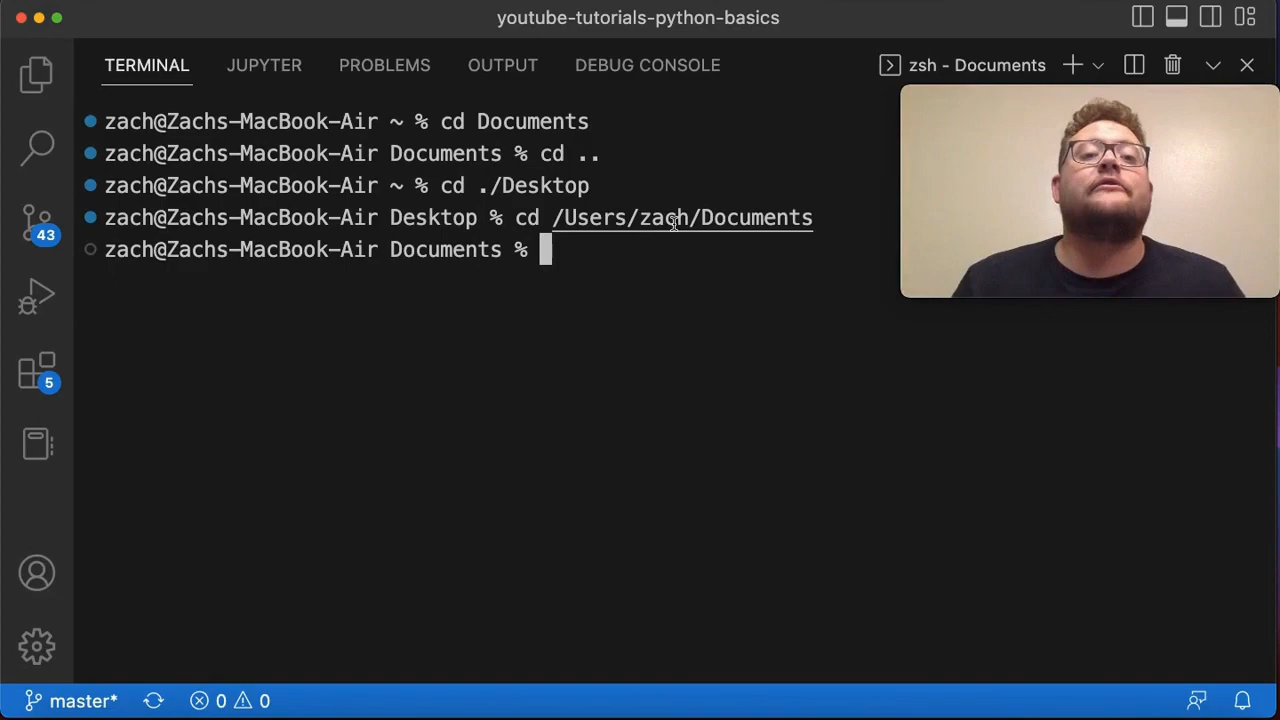 youtube-tutorials-python-basics
TERMINAL JUPYTER PROBLEMS OUTPUT DEBUG CONSOLE zsh - Documents
zach@Zachs-MacBook-Air ~ % cd Documents
zach@Zachs-MacBook-Air Documents % cd ..
zach@Zachs-MacBook-Air ~ % cd ./Desktop
zach@Zachs-MacBook-Air Desktop % cd /Users/zach/Documents
zach@Zachs-MacBook-Air Documents %
43
5
master* 0 0